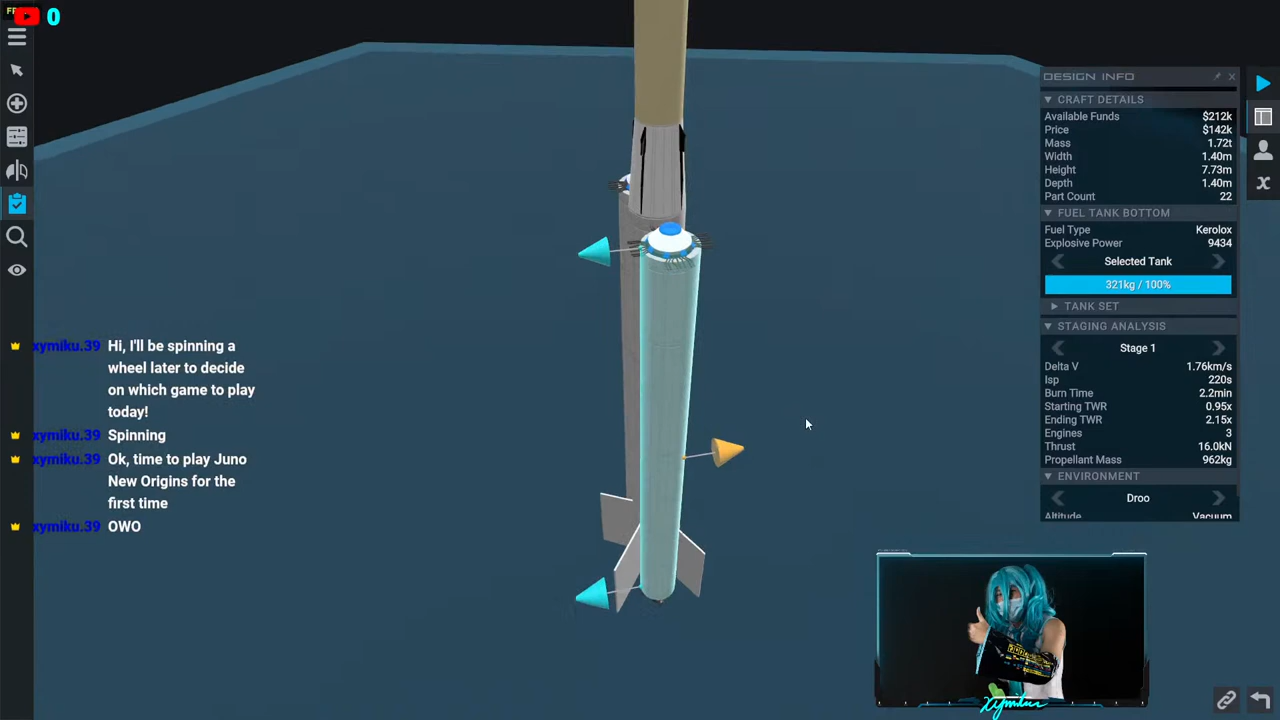 0
xymiku.39 Hi, I'll be spinning a
wheel later to decide
on which game to play
today!
xymiku.39 Spinning
xymiku.39 Ok, time to play Juno
New Origins for the
first time
xymiku.39 OWO
DESIGN INFO
CRAFT DETAILS
Available Funds $212k
Price $142k
Mass 1.72t
Width 1.40m
Height 7.73m
Depth 1.40m
Part Count 22
FUEL TANK BOTTOM
Fuel Type Kerolox
Explosive Power 9434
Selected Tank
321kg / 100%
TANK SET
STAGING ANALYSIS
Stage 1
Delta V 1.76km/s
Isp 220s
Burn Time 2.2min
Starting TWR 0.95x
Ending TWR 2.15x
Engines 3
Thrust 16.0kN
Propellant Mass 962kg
ENVIRONMENT
Droo
Altitude Vacuum